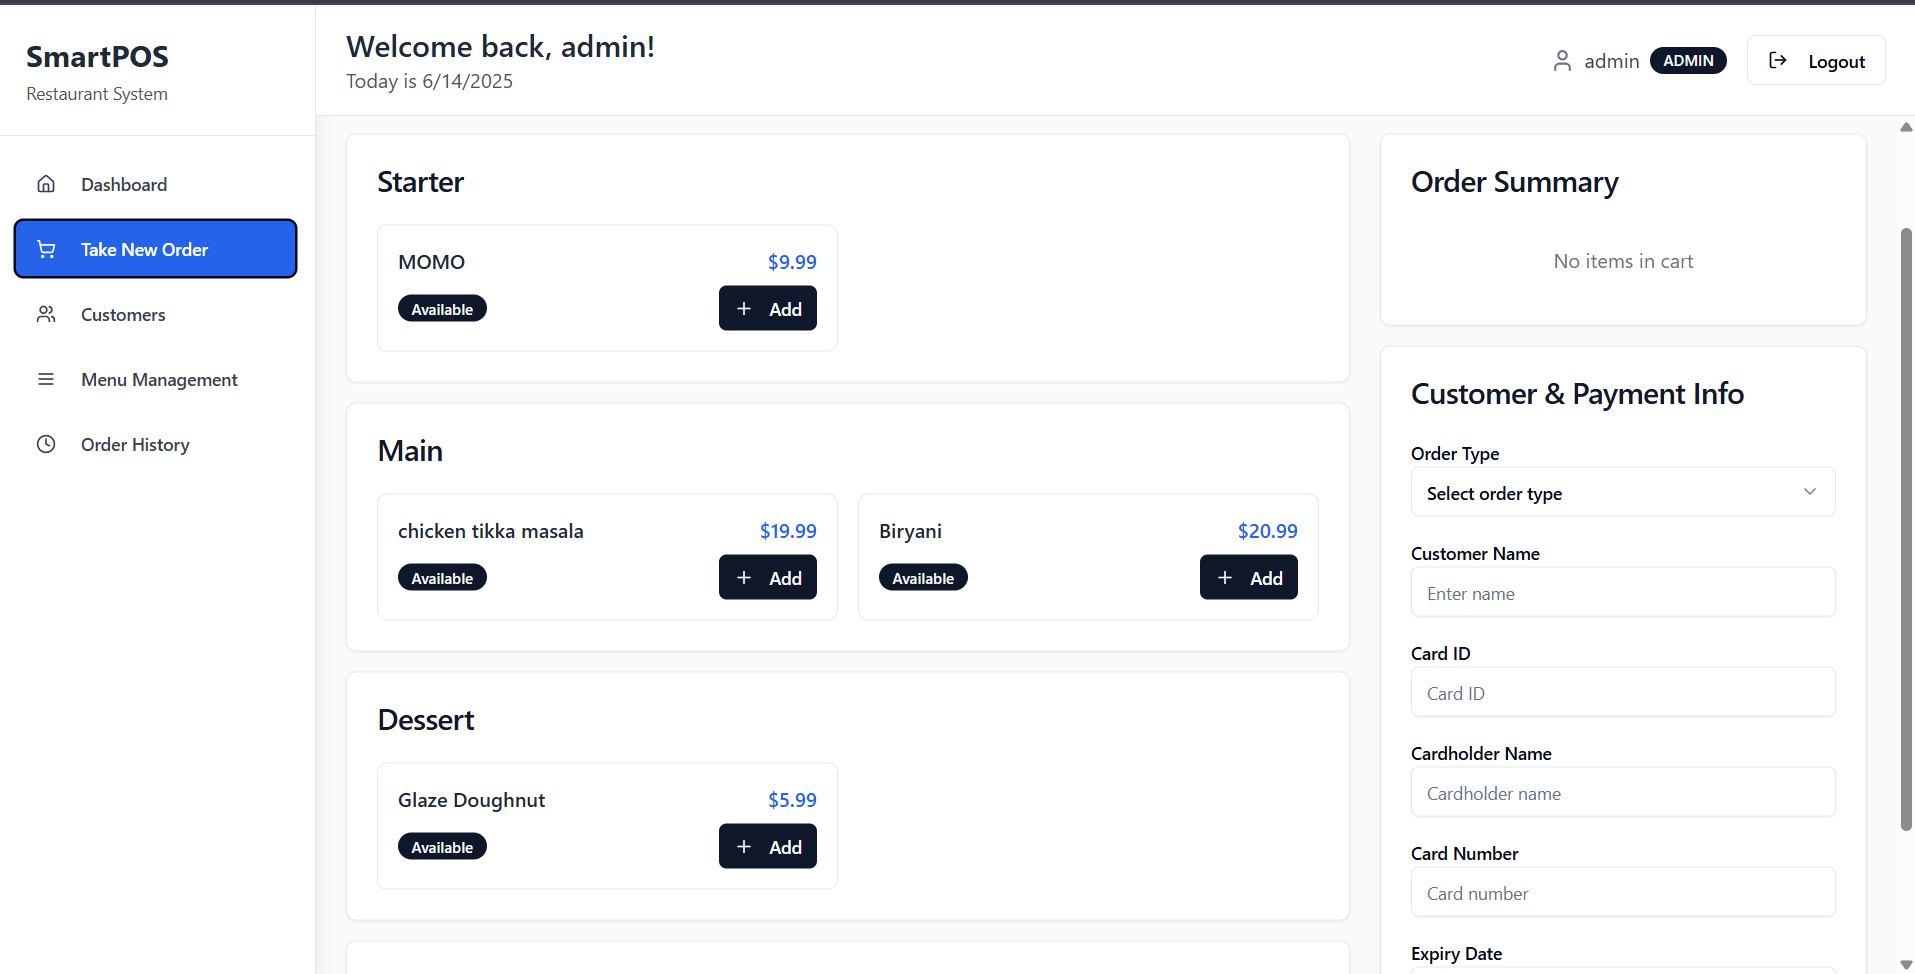 SmartPOS
Restaurant System
Dashboard
Take New Order
Customers
Menu Management
Order History
Welcome back, admin!
Today is 6/14/2025
admin
ADMIN
Logout
Starter
MOMO
$9.99
Available
+ Add
Main
chicken tikka masala
$19.99
Available
+ Add
Biryani
$20.99
Available
+ Add
Dessert
Glaze Doughnut
$5.99
Available
+ Add
Order Summary
No items in cart
Customer & Payment Info
Order Type
Select order type
Customer Name
Enter name
Card ID
Card ID
Cardholder Name
Cardholder name
Card Number
Card number
Expiry Date